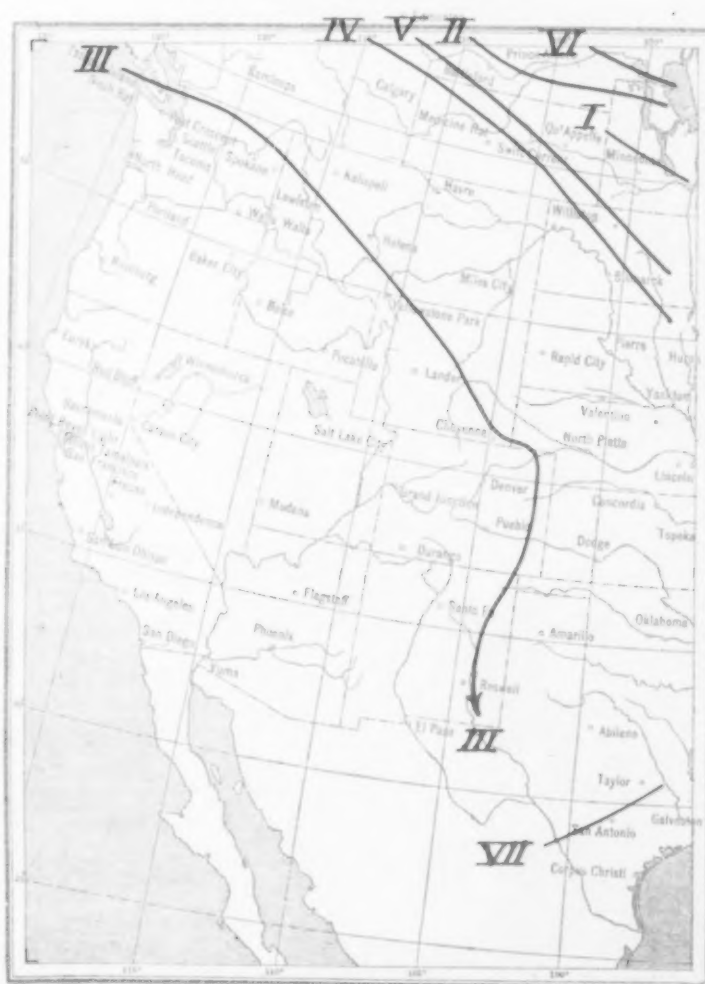 IV V II VI
III
Kamloops
Calgary
Battleford
I
Medicine Hat
Swift Current
Qu'Appelle
Minnedosa
Port Crescent
Seattle
Tacoma
North Head
Spokane
Kalispell
Havre
Williston
Lewiston
Portland
Walla Walla
Helena
Miles City
Bismarck
Roseburg
Baker City
Boise
Yellowstone Park
Pierre
Huron
Eureka
Pocatello
Lander
Rapid City
Yankton
Red Bluff
Winnemucca
Valentine
Sacramento
Carson City
Salt Lake City
Cheyenne
North Platte
Lincoln
San Francisco
Independence
Modena
Grand Junction
Denver
Concordia
Topeka
Pueblo
Durango
Dodge
San Luis Obispo
Los Angeles
Flagstaff
Santa Fe
Amarillo
Oklahoma
San Diego
Phoenix
Yuma
Roswell
El Paso
Abilene
III
Taylor
Galveston
San Antonio
VII
Corpus Christi